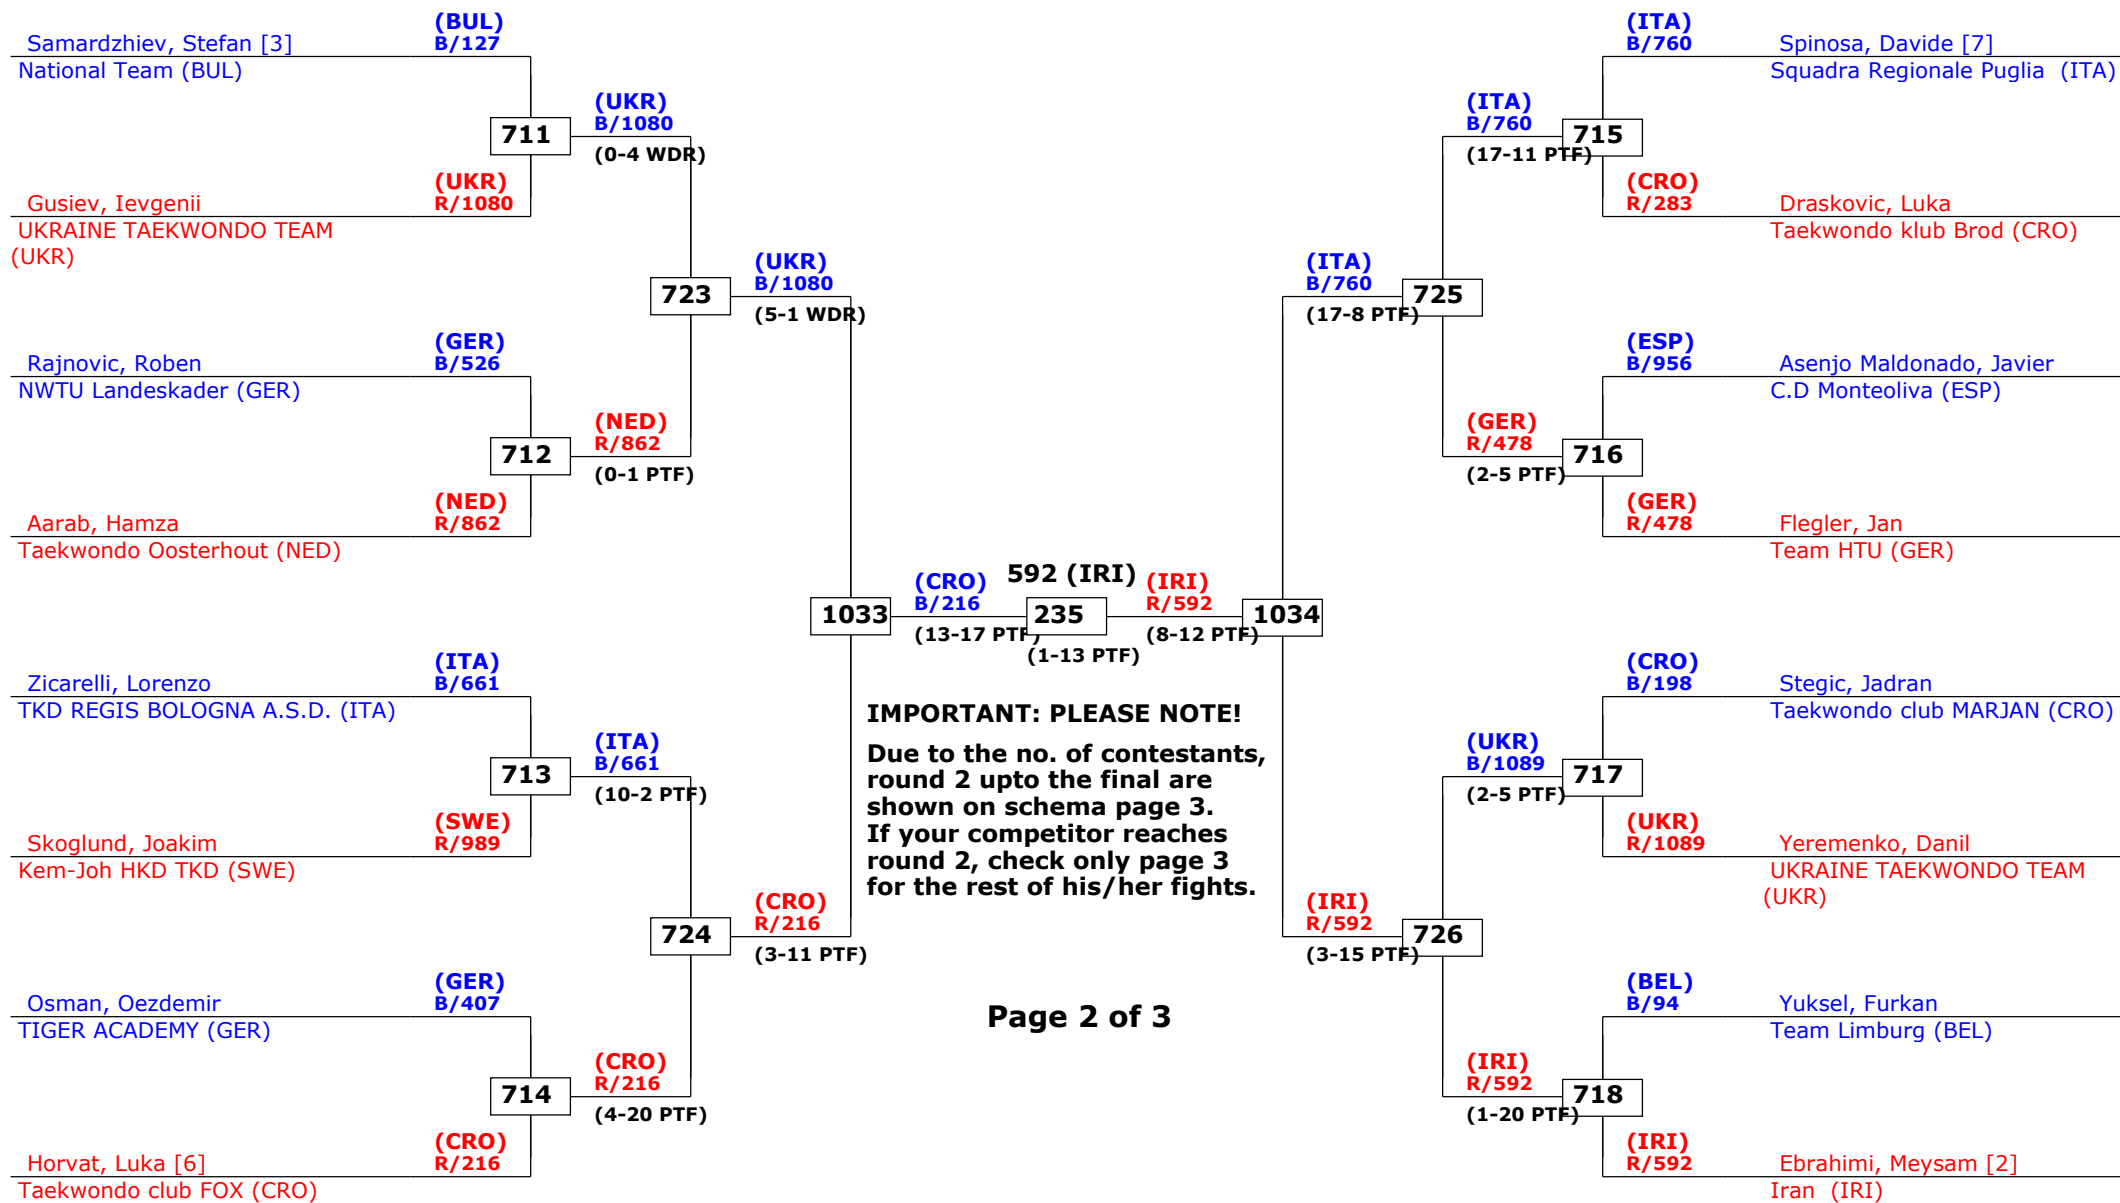 (BUL)
Samardzhiev, Stefan [3] B/127
National Team (BUL)
711
(UKR)
B/1080
(0-4 WDR)
(UKR)
Gusiev, Ievgenii R/1080
UKRAINE TAEKWONDO TEAM
(UKR)
723
(UKR)
B/1080
(5-1 WDR)
(GER)
Rajnovic, Roben B/526
NWTU Landeskader (GER)
712
(NED)
R/862
(0-1 PTF)
(NED)
Aarab, Hamza R/862
Taekwondo Oosterhout (NED)
1033
(CRO)
B/216
(13-17 PTF)
592 (IRI)
235
(1-13 PTF)
(IRI)
R/592
(8-12 PTF)
1034
(ITA)
Zicarelli, Lorenzo B/661
TKD REGIS BOLOGNA A.S.D. (ITA)
713
(ITA)
B/661
(10-2 PTF)
(SWE)
Skoglund, Joakim R/989
Kem-Joh HKD TKD (SWE)
724
(CRO)
R/216
(3-11 PTF)
(GER)
Osman, Oezdemir B/407
TIGER ACADEMY (GER)
714
(CRO)
R/216
(4-20 PTF)
(CRO)
Horvat, Luka [6] R/216
Taekwondo club FOX (CRO)
IMPORTANT: PLEASE NOTE!
Due to the no. of contestants,
round 2 upto the final are
shown on schema page 3.
If your competitor reaches
round 2, check only page 3
for the rest of his/her fights.
Page 2 of 3
(ITA)
B/760 Spinosa, Davide [7]
Squadra Regionale Puglia (ITA)
(ITA)
B/760
(17-11 PTF)
715
(CRO)
R/283 Draskovic, Luka
Taekwondo klub Brod (CRO)
(ITA)
B/760
(17-8 PTF)
725
(ESP)
B/956 Asenjo Maldonado, Javier
C.D Monteoliva (ESP)
(GER)
R/478
(2-5 PTF)
716
(GER)
R/478 Flegler, Jan
Team HTU (GER)
(CRO)
B/198 Stegic, Jadran
Taekwondo club MARJAN (CRO)
(UKR)
B/1089
(2-5 PTF)
717
(UKR)
R/1089 Yeremenko, Danil
UKRAINE TAEKWONDO TEAM
(UKR)
(IRI)
R/592
(3-15 PTF)
726
(BEL)
B/94 Yuksel, Furkan
Team Limburg (BEL)
(IRI)
R/592
(1-20 PTF)
718
(IRI)
R/592 Ebrahimi, Meysam [2]
Iran (IRI)